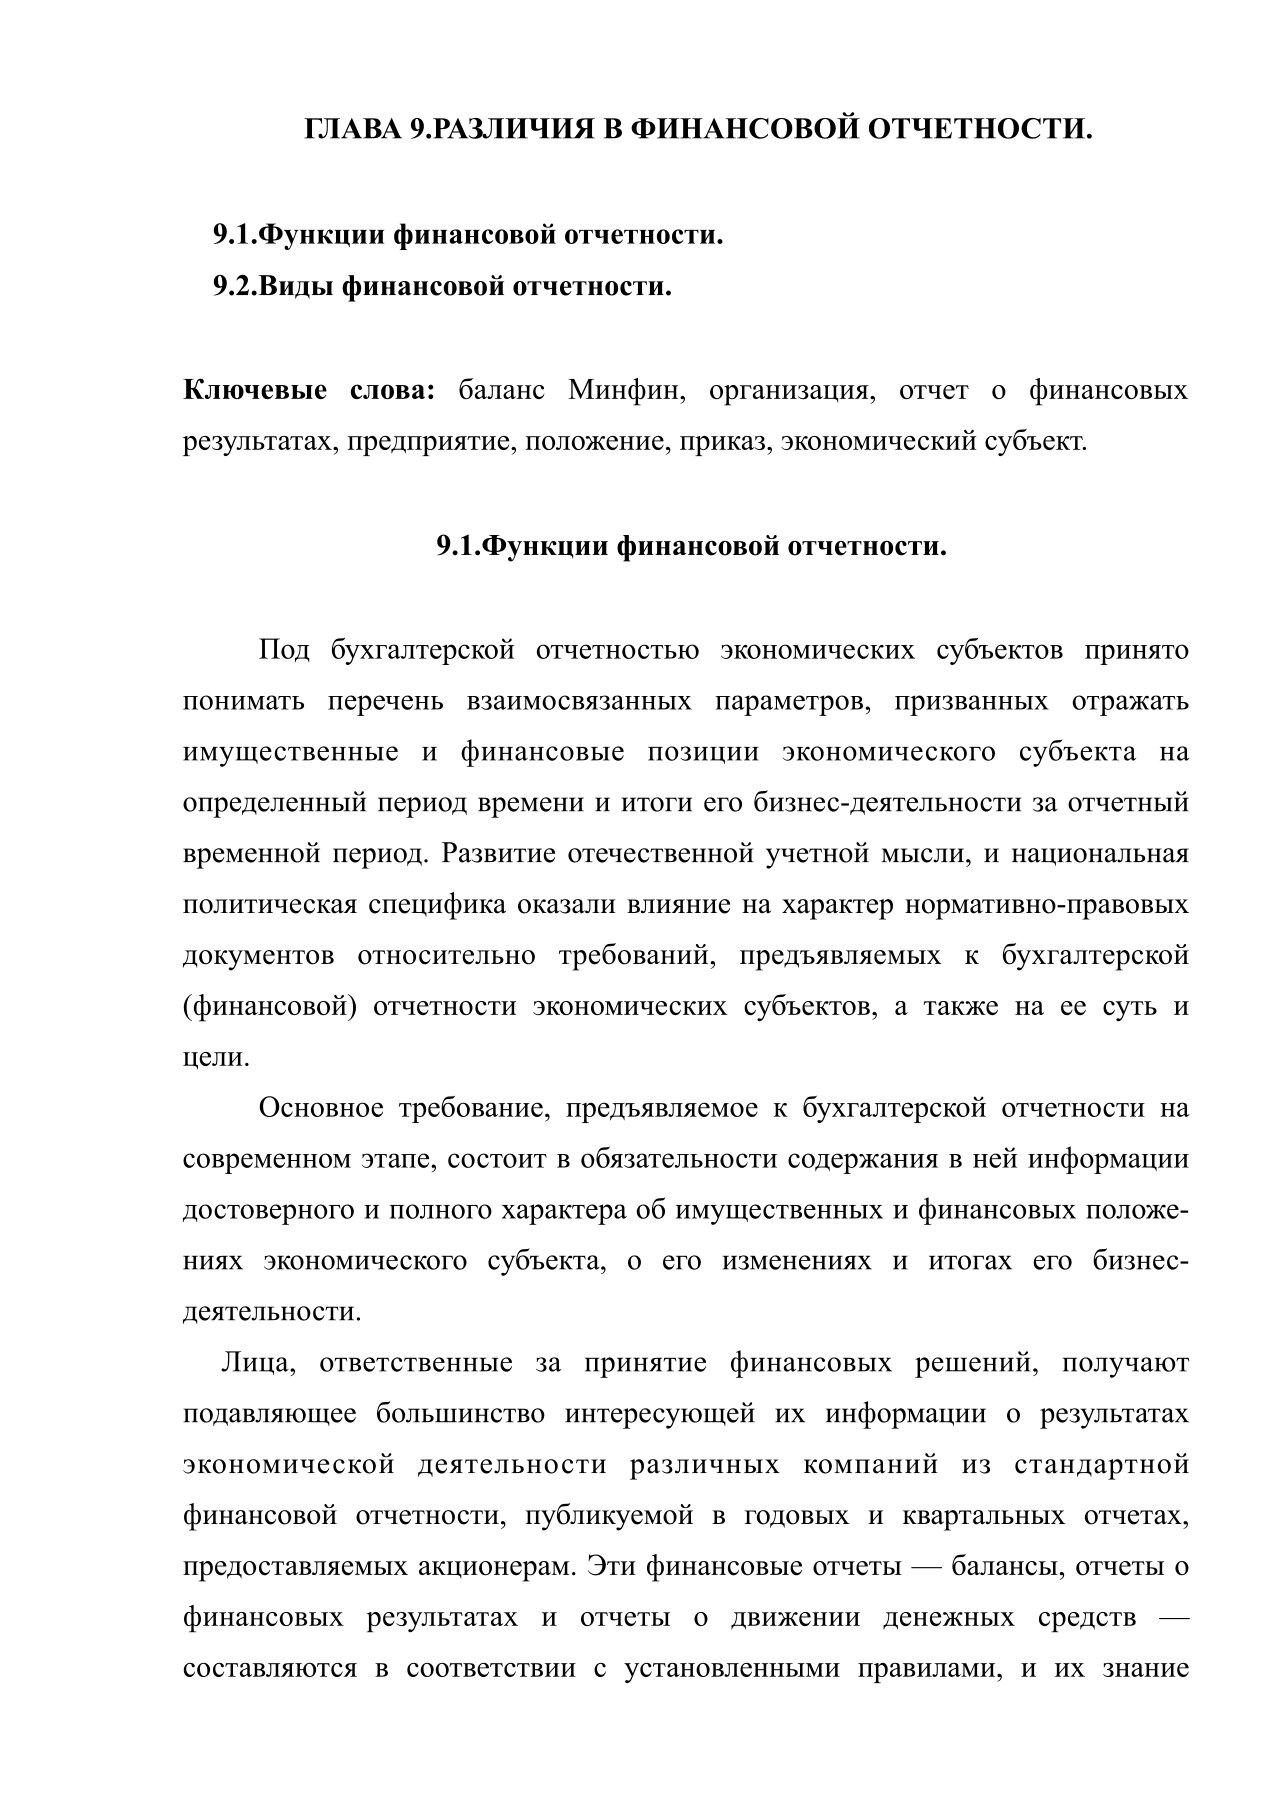 ГЛАВА 9.РАЗЛИЧИЯ В ФИНАНСОВОЙ ОТЧЕТНОСТИ.
9.1.Функции финансовой отчетности.
9.2.Виды финансовой отчетности.
Ключевые слова: баланс Минфин, организация, отчет о финансовых
результатах, предприятие, положение, приказ, экономический субъект.
9.1.Функции финансовой отчетности.
Под бухгалтерской отчетностью экономических субъектов принято
понимать перечень взаимосвязанных параметров, призванных отражать
имущественные и финансовые позиции экономического субъекта на
определенный период времени и итоги его бизнес-деятельности за отчетный
временной период. Развитие отечественной учетной мысли, и национальная
политическая специфика оказали влияние на характер нормативно-правовых
документов относительно требований, предъявляемых к бухгалтерской
(финансовой) отчетности экономических субъектов, а также на ее суть и
цели.
Основное требование, предъявляемое к бухгалтерской отчетности на
современном этапе, состоит в обязательности содержания в ней информации
достоверного и полного характера об имущественных и финансовых положе-
ниях экономического субъекта, о его изменениях и итогах его бизнес-
деятельности.
Лица, ответственные за принятие финансовых решений, получают
подавляющее большинство интересующей их информации о результатах
экономической деятельности различных компаний из стандартной
финансовой отчетности, публикуемой в годовых и квартальных отчетах,
предоставляемых акционерам. Эти финансовые отчеты — балансы, отчеты о
финансовых результатах и отчеты о движении денежных средств —
составляются в соответствии с установленными правилами, и их знание